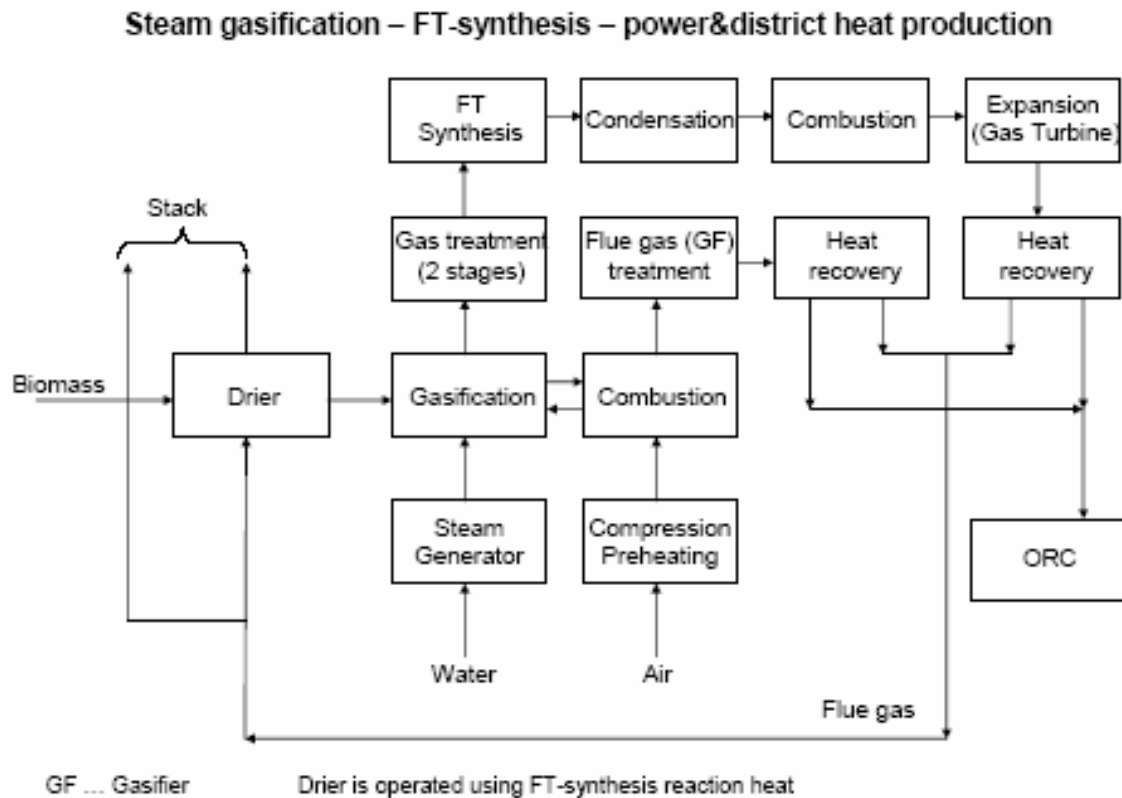 Steam gasification – FT-synthesis – power&district heat production
FT
Synthesis
Condensation
Combustion
Expansion
(Gas Turbine)
Stack
Gas treatment
(2 stages)
Flue gas (GF)
treatment
Heat
recovery
Heat
recovery
Biomass
Drier
Gasification
Combustion
Steam
Generator
Compression
Preheating
ORC
Water
Air
Flue gas
GF ... Gasifier
Drier is operated using FT-synthesis reaction heat